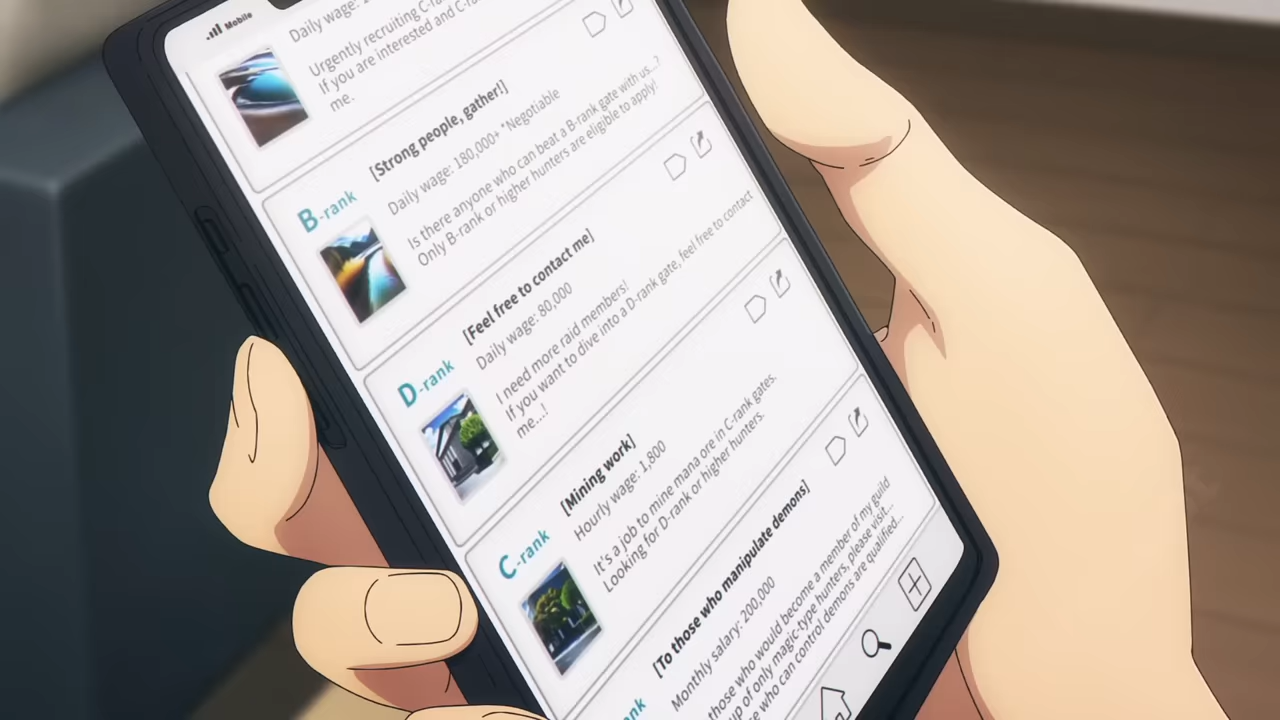 Mobile
Daily wage:
Urgently recruiting
If you are interested and
me.
[Strong people, gather!]
B-rank
Daily wage: 180,000+ *Negotiable
Is there anyone who can beat a B-rank gate with us...?
Only B-rank or higher hunters are eligible to apply!
[Feel free to contact me]
D-rank
Daily wage: 80,000
I need more raid members!
If you want to dive into a D-rank gate, feel free to contact
me...!
[Mining work]
C-rank
Hourly wage: 1,800
It's a job to mine mana ore in C-rank gates.
Looking for D-rank or higher hunters.
[To those who manipulate demons]
Monthly salary: 200,000
those who would become a member of my guild
of only magic-type hunters, please visit...
who can control demons are qualified...